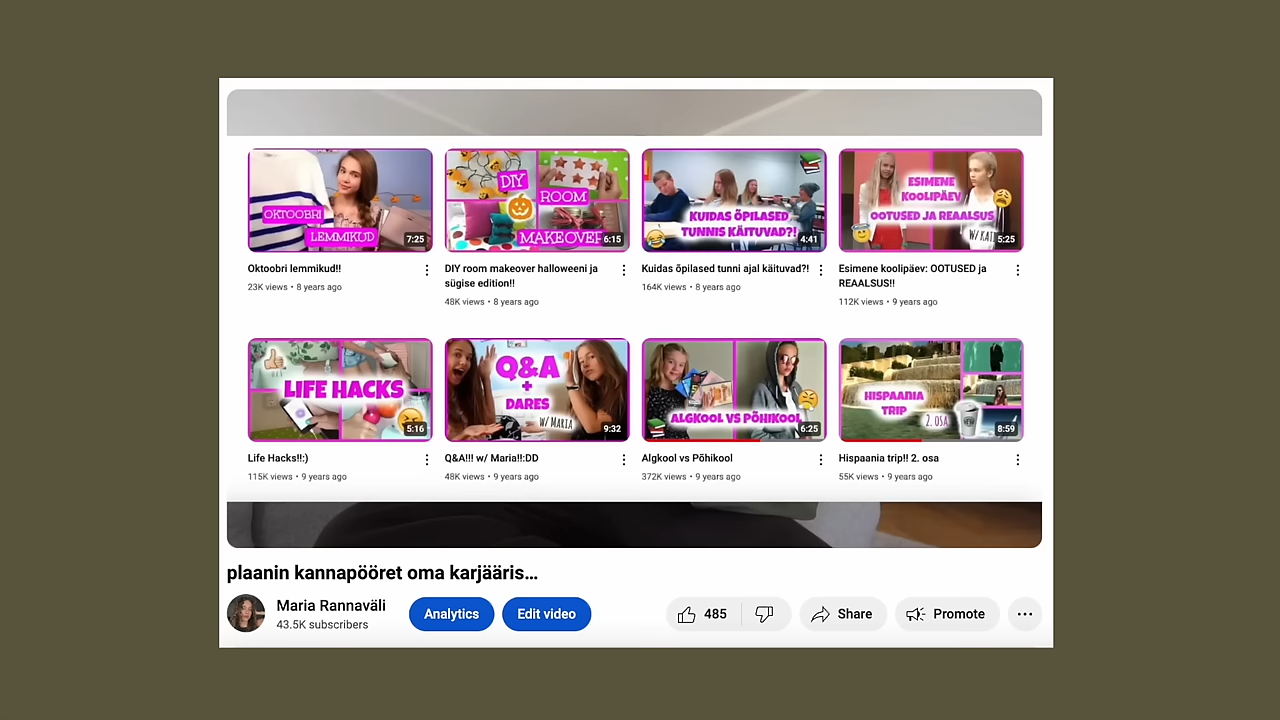 OKTOOBRI
LEMMIKUD
7:25
DIY
ROOM
MAKEOVER
6:15
KUIDAS ÕPILASED
TUNNIS KÄITUVAD?!
4:41
ESIMENE
KOOLIPÄEV
OOTUSED JA REAALSUS
W/KATI
5:25
Oktoobri lemmikud!!
23K views • 8 years ago
DIY room makeover halloweeni ja
sügise edition!!
48K views • 8 years ago
Kuidas õpilased tunni ajal käituvad?!
164K views • 8 years ago
Esimene koolipäev: OOTUSED ja
REAALSUS!!
112K views • 9 years ago
LIFE HACKS
5:16
Q&A
+
DARES
W/ MARIA
9:32
ALGKOOL VS PÕHIKOOL
6:25
HISPAANIA
TRIP
2. OSA
8:59
Life Hacks!!:)
115K views • 9 years ago
Q&A!!! w/ Maria!!:DD
48K views • 9 years ago
Algkool vs Põhikool
372K views • 9 years ago
Hispaania trip!! 2. osa
55K views • 9 years ago
plaanin kannapööret oma karjääris...
Maria Rannaväli
43.5K subscribers
Analytics
Edit video
485
Share
Promote